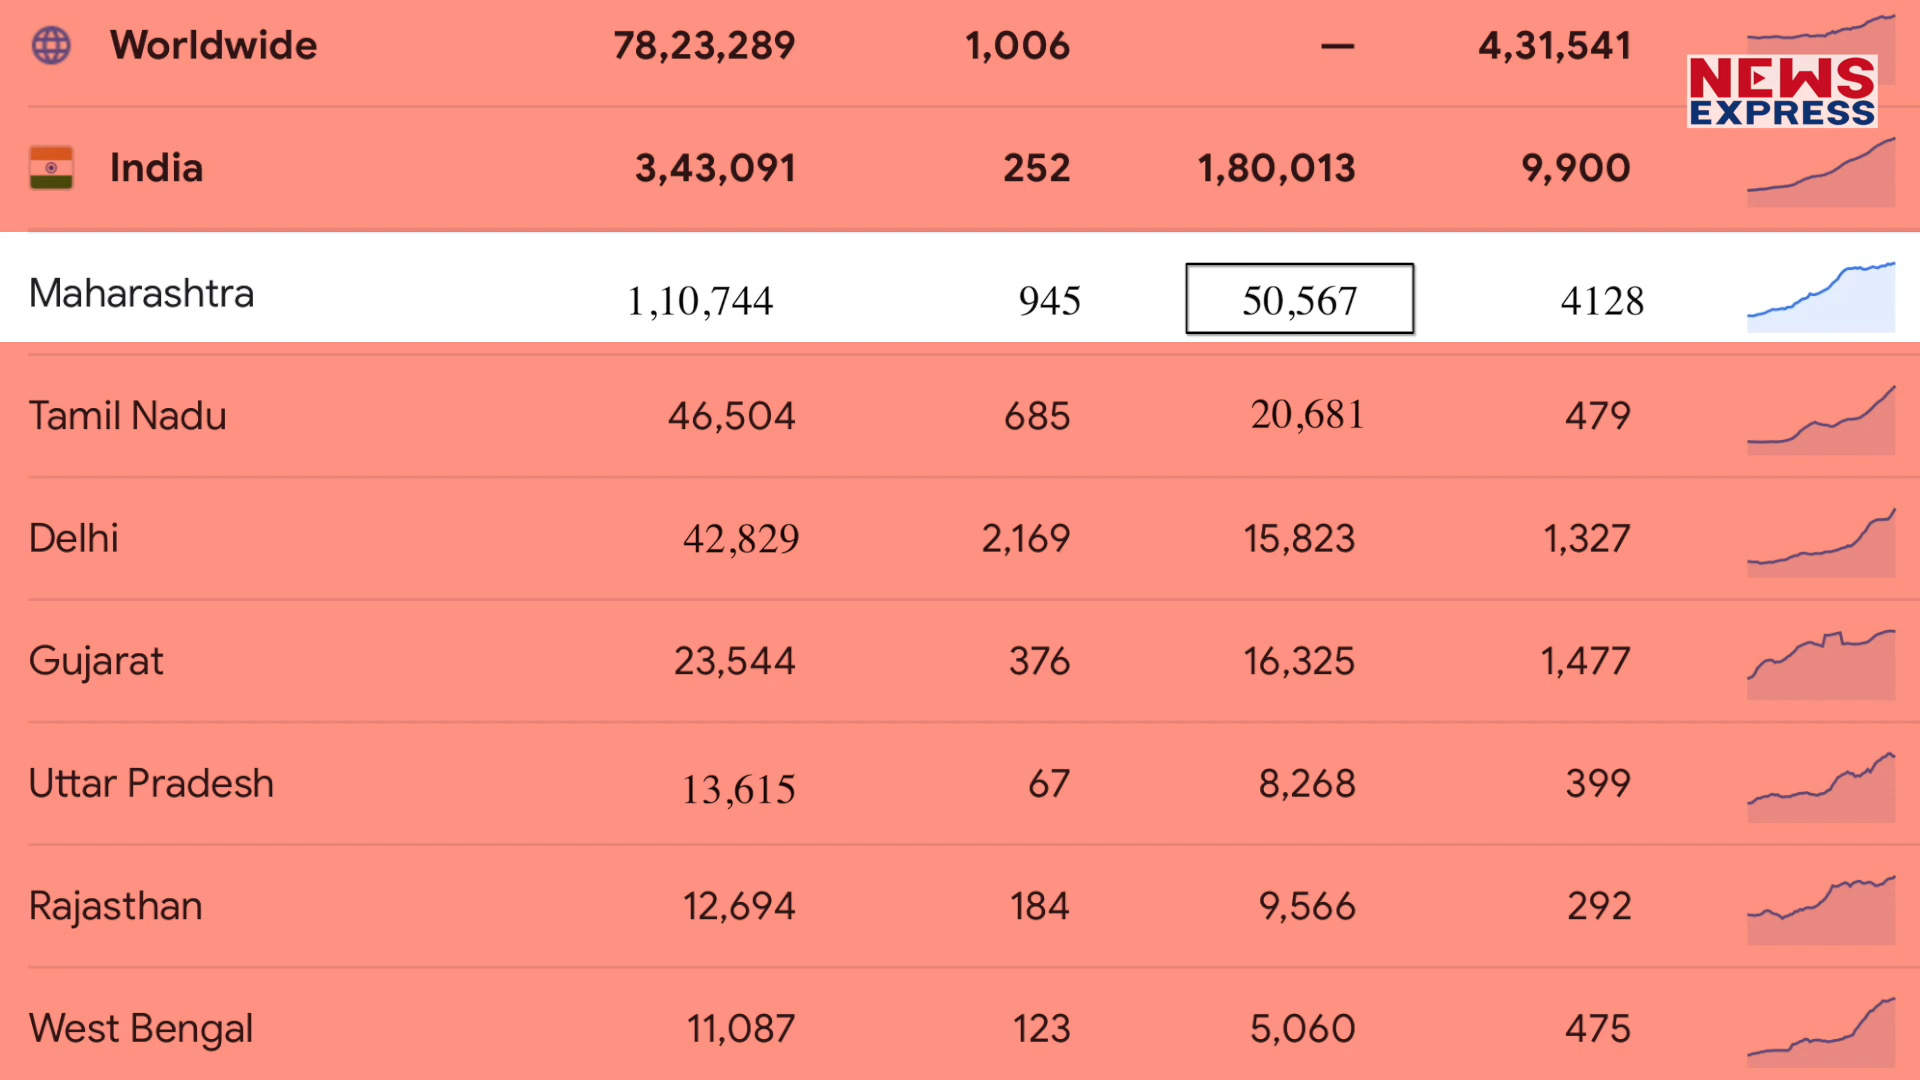 Worldwide 78,23,289 1,006 — 4,31,541
NEWS
EXPRESS
India 3,43,091 252 1,80,013 9,900
Maharashtra 1,10,744 945 50,567 4128
Tamil Nadu 46,504 685 20,681 479
Delhi 42,829 2,169 15,823 1,327
Gujarat 23,544 376 16,325 1,477
Uttar Pradesh 13,615 67 8,268 399
Rajasthan 12,694 184 9,566 292
West Bengal 11,087 123 5,060 475